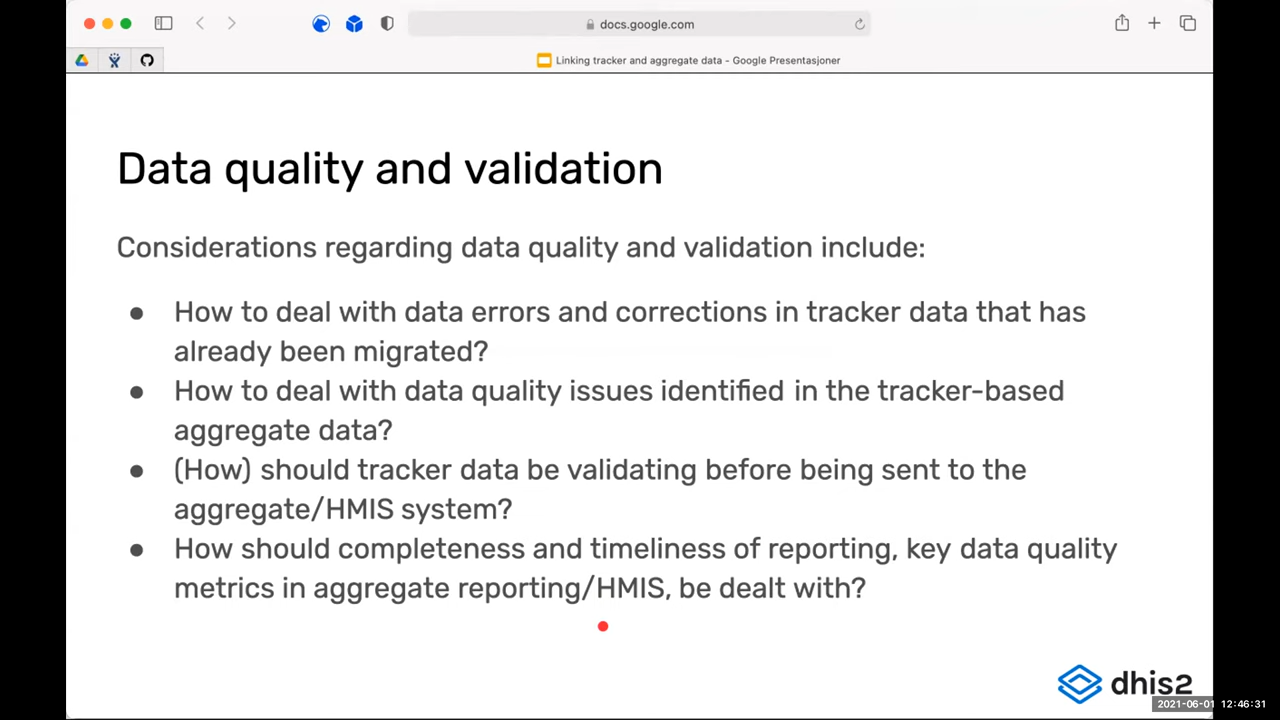 docs.google.com
Linking tracker and aggregate data - Google Presentasjoner
Data quality and validation
Considerations regarding data quality and validation include:
● How to deal with data errors and corrections in tracker data that has
already been migrated?
● How to deal with data quality issues identified in the tracker-based
aggregate data?
● (How) should tracker data be validating before being sent to the
aggregate/HMIS system?
● How should completeness and timeliness of reporting, key data quality
metrics in aggregate reporting/HMIS, be dealt with?
dhis2
2021-06-01 12:46:31